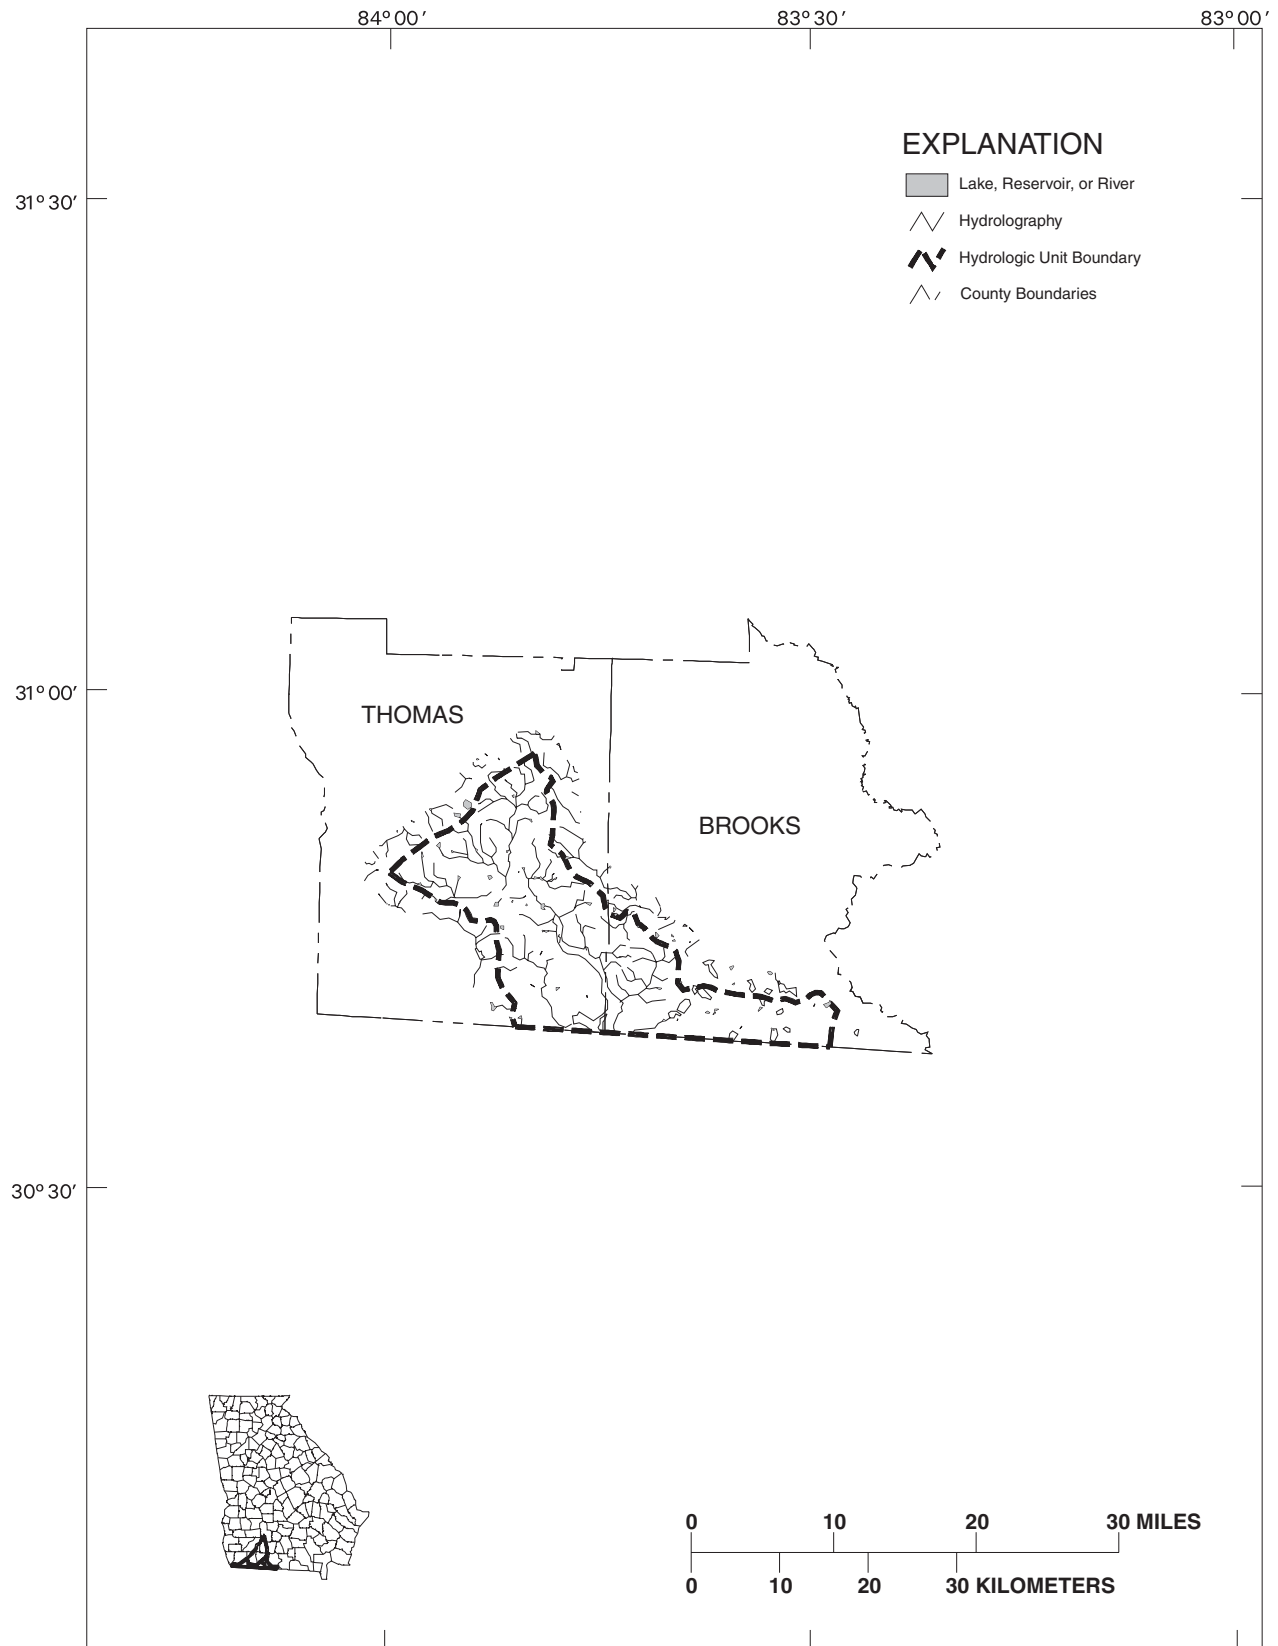 84° 00′
83° 30′
83° 00′
EXPLANATION
Lake, Reservoir, or River
31° 30′
Hydrolography
Hydrologic Unit Boundary
County Boundaries
31° 00′
THOMAS
BROOKS
30° 30′
0 10 20 30 MILES
0 10 20 30 KILOMETERS